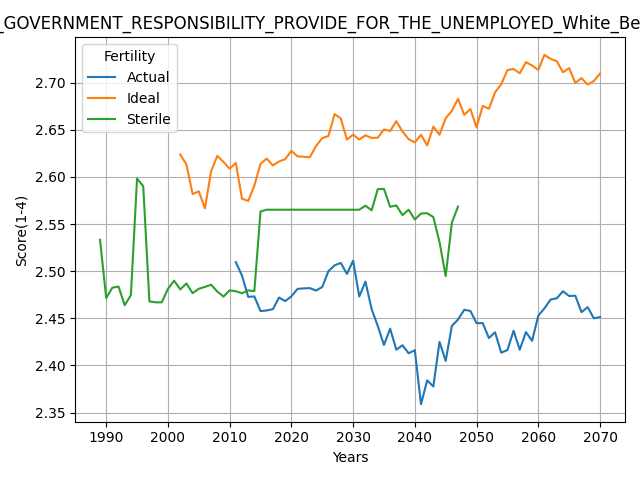 _GOVERNMENT_RESPONSIBILITY_PROVIDE_FOR_THE_UNEMPLOYED_White_Be
Fertility
Actual
Ideal
Sterile
Score(1-4)
2.70
2.65
2.60
2.55
2.50
2.45
2.40
2.35
1990 2000 2010 2020 2030 2040 2050 2060 2070
Years